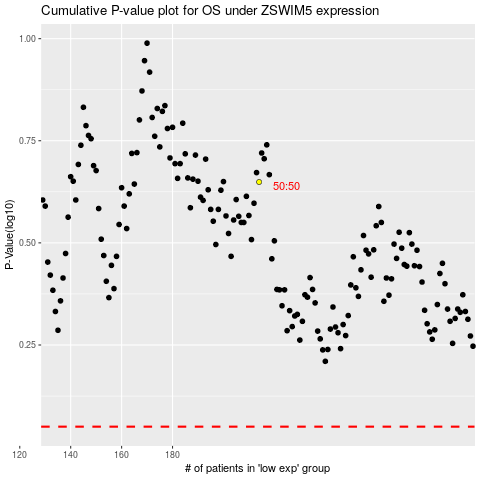 Cumulative P-value plot for OS under ZSWIM5 expression
1.00
0.75
0.50
0.25
P-Value(log10)
50:50
120 140 160 180
# of patients in 'low exp' group